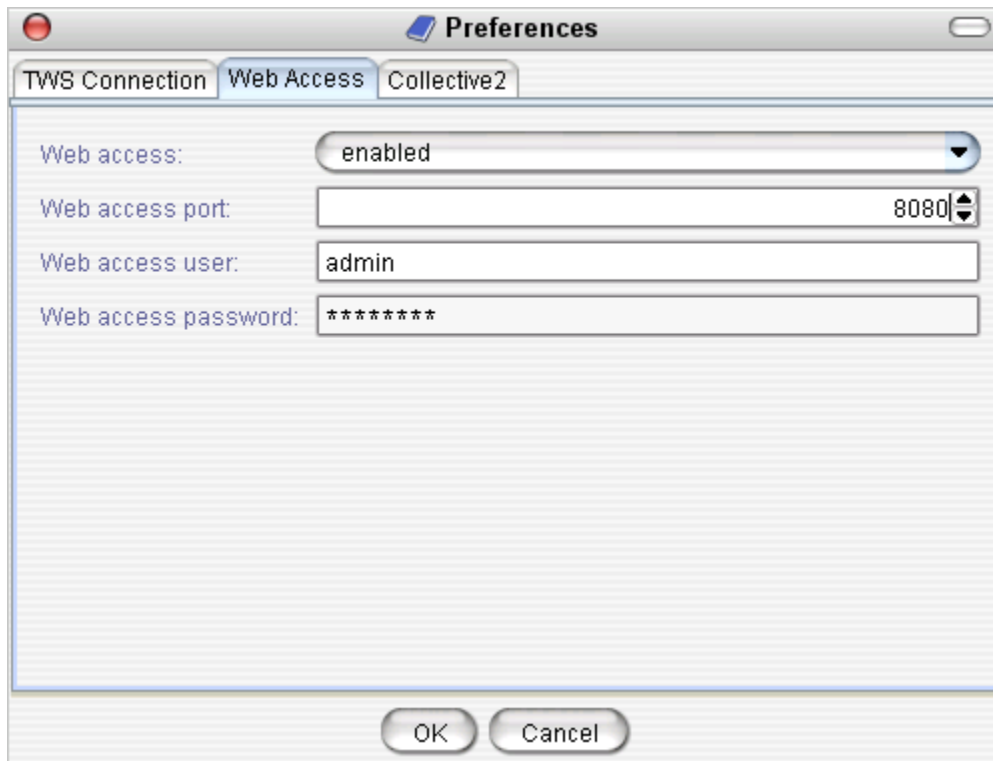 Preferences
TWS Connection Web Access Collective2
Web access: enabled
Web access port: 8080
Web access user: admin
Web access password: ********
OK Cancel